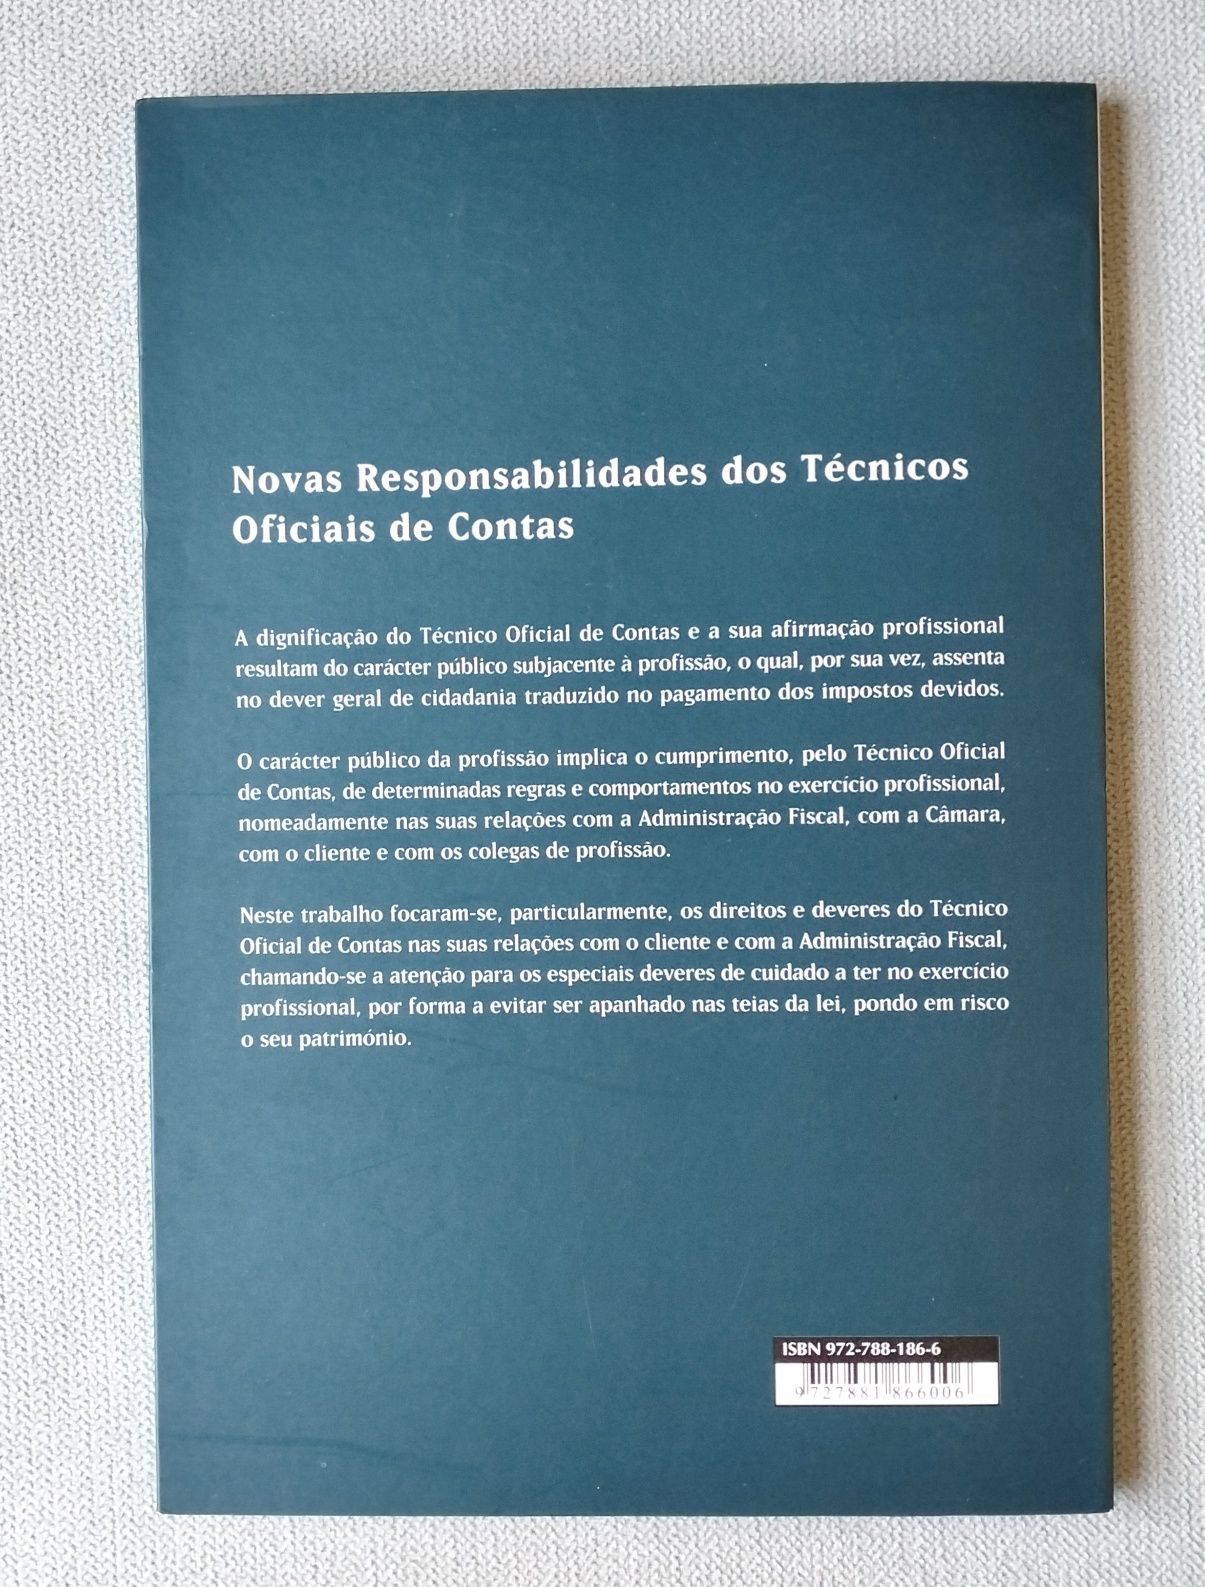 Novas Responsabilidades dos Técnicos
Oficiais de Contas
A dignificação do Técnico Oficial de Contas e a sua afirmação profissional
resultam do carácter público subjacente à profissão, o qual, por sua vez, assenta
no dever geral de cidadania traduzido no pagamento dos impostos devidos.
O carácter público da profissão implica o cumprimento, pelo Técnico Oficial
de Contas, de determinadas regras e comportamentos no exercício profissional,
nomeadamente nas suas relações com a Administração Fiscal, com a Câmara,
com o cliente e com os colegas de profissão.
Neste trabalho focaram-se, particularmente, os direitos e deveres do Técnico
Oficial de Contas nas suas relações com o cliente e com a Administração Fiscal,
chamando-se a atenção para os especiais deveres de cuidado a ter no exercício
profissional, por forma a evitar ser apanhado nas teias da lei, pondo em risco
o seu património.
ISBN 972-788-186-6
9 727881 866006